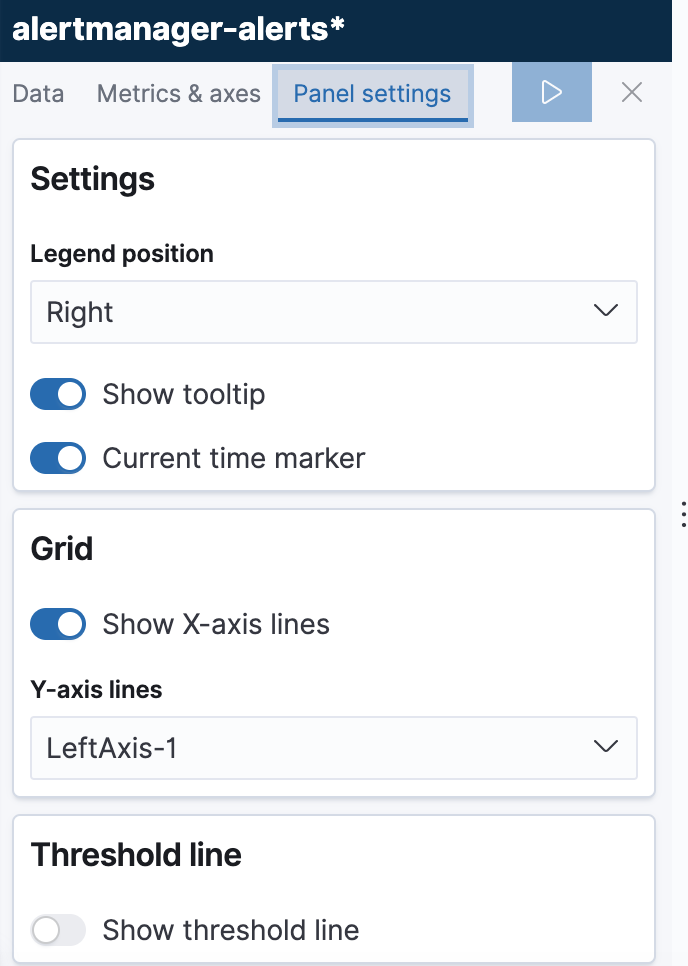 alertmanager-alerts*
Data Metrics & axes Panel settings
Settings
Legend position
Right
Show tooltip
Current time marker
Grid
Show X-axis lines
Y-axis lines
LeftAxis-1
Threshold line
Show threshold line